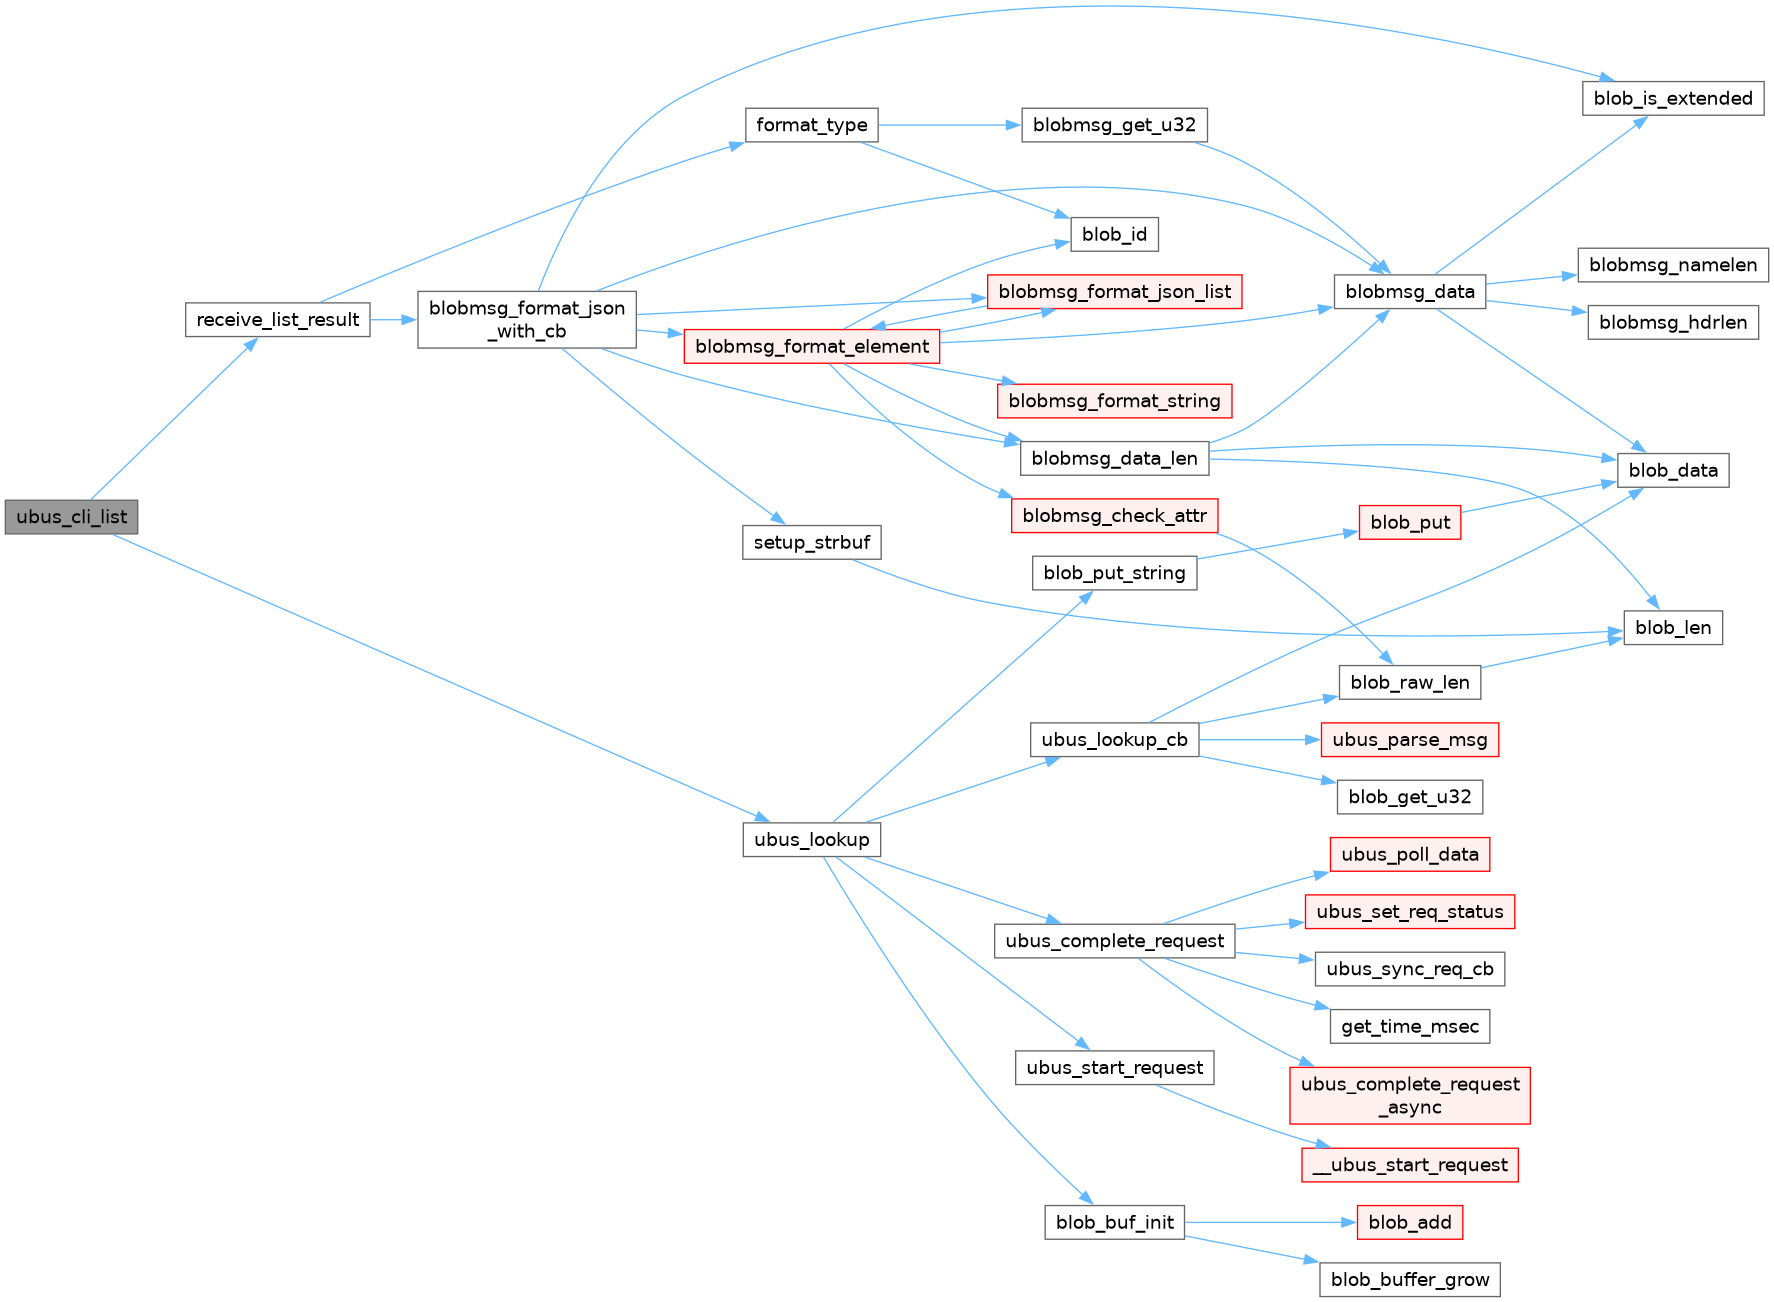 ubus_cli_list
receive_list_result
blobmsg_format_json
_with_cb
format_type
blobmsg_get_u32
blob_id
blobmsg_format_json_list
blobmsg_format_element
blobmsg_format_string
blobmsg_data_len
blobmsg_check_attr
setup_strbuf
blob_put_string
blob_put
blobmsg_data
blob_is_extended
blobmsg_namelen
blobmsg_hdrlen
blob_data
blob_len
blob_raw_len
ubus_lookup_cb
ubus_parse_msg
blob_get_u32
ubus_lookup
ubus_poll_data
ubus_set_req_status
ubus_complete_request
ubus_sync_req_cb
get_time_msec
ubus_complete_request
_async
ubus_start_request
__ubus_start_request
blob_buf_init
blob_add
blob_buffer_grow